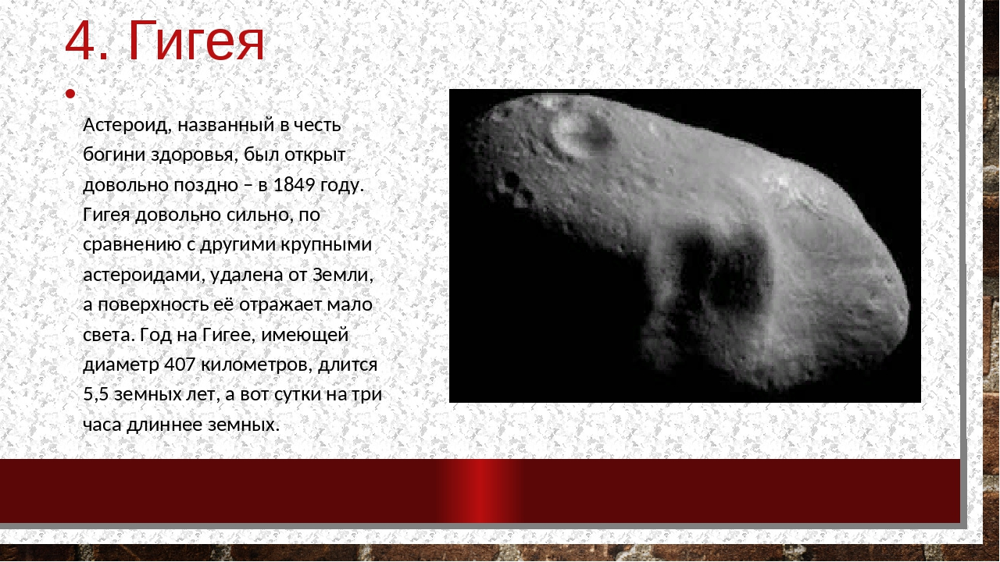 4. Гигея
Астероид, названный в честь
богини здоровья, был открыт
довольно поздно – в 1849 году.
Гигея довольно сильно, по
сравнению с другими крупными
астероидами, удалена от Земли,
а поверхность её отражает мало
света. Год на Гигее, имеющей
диаметр 407 километров, длится
5,5 земных лет, а вот сутки на три
часа длиннее земных.